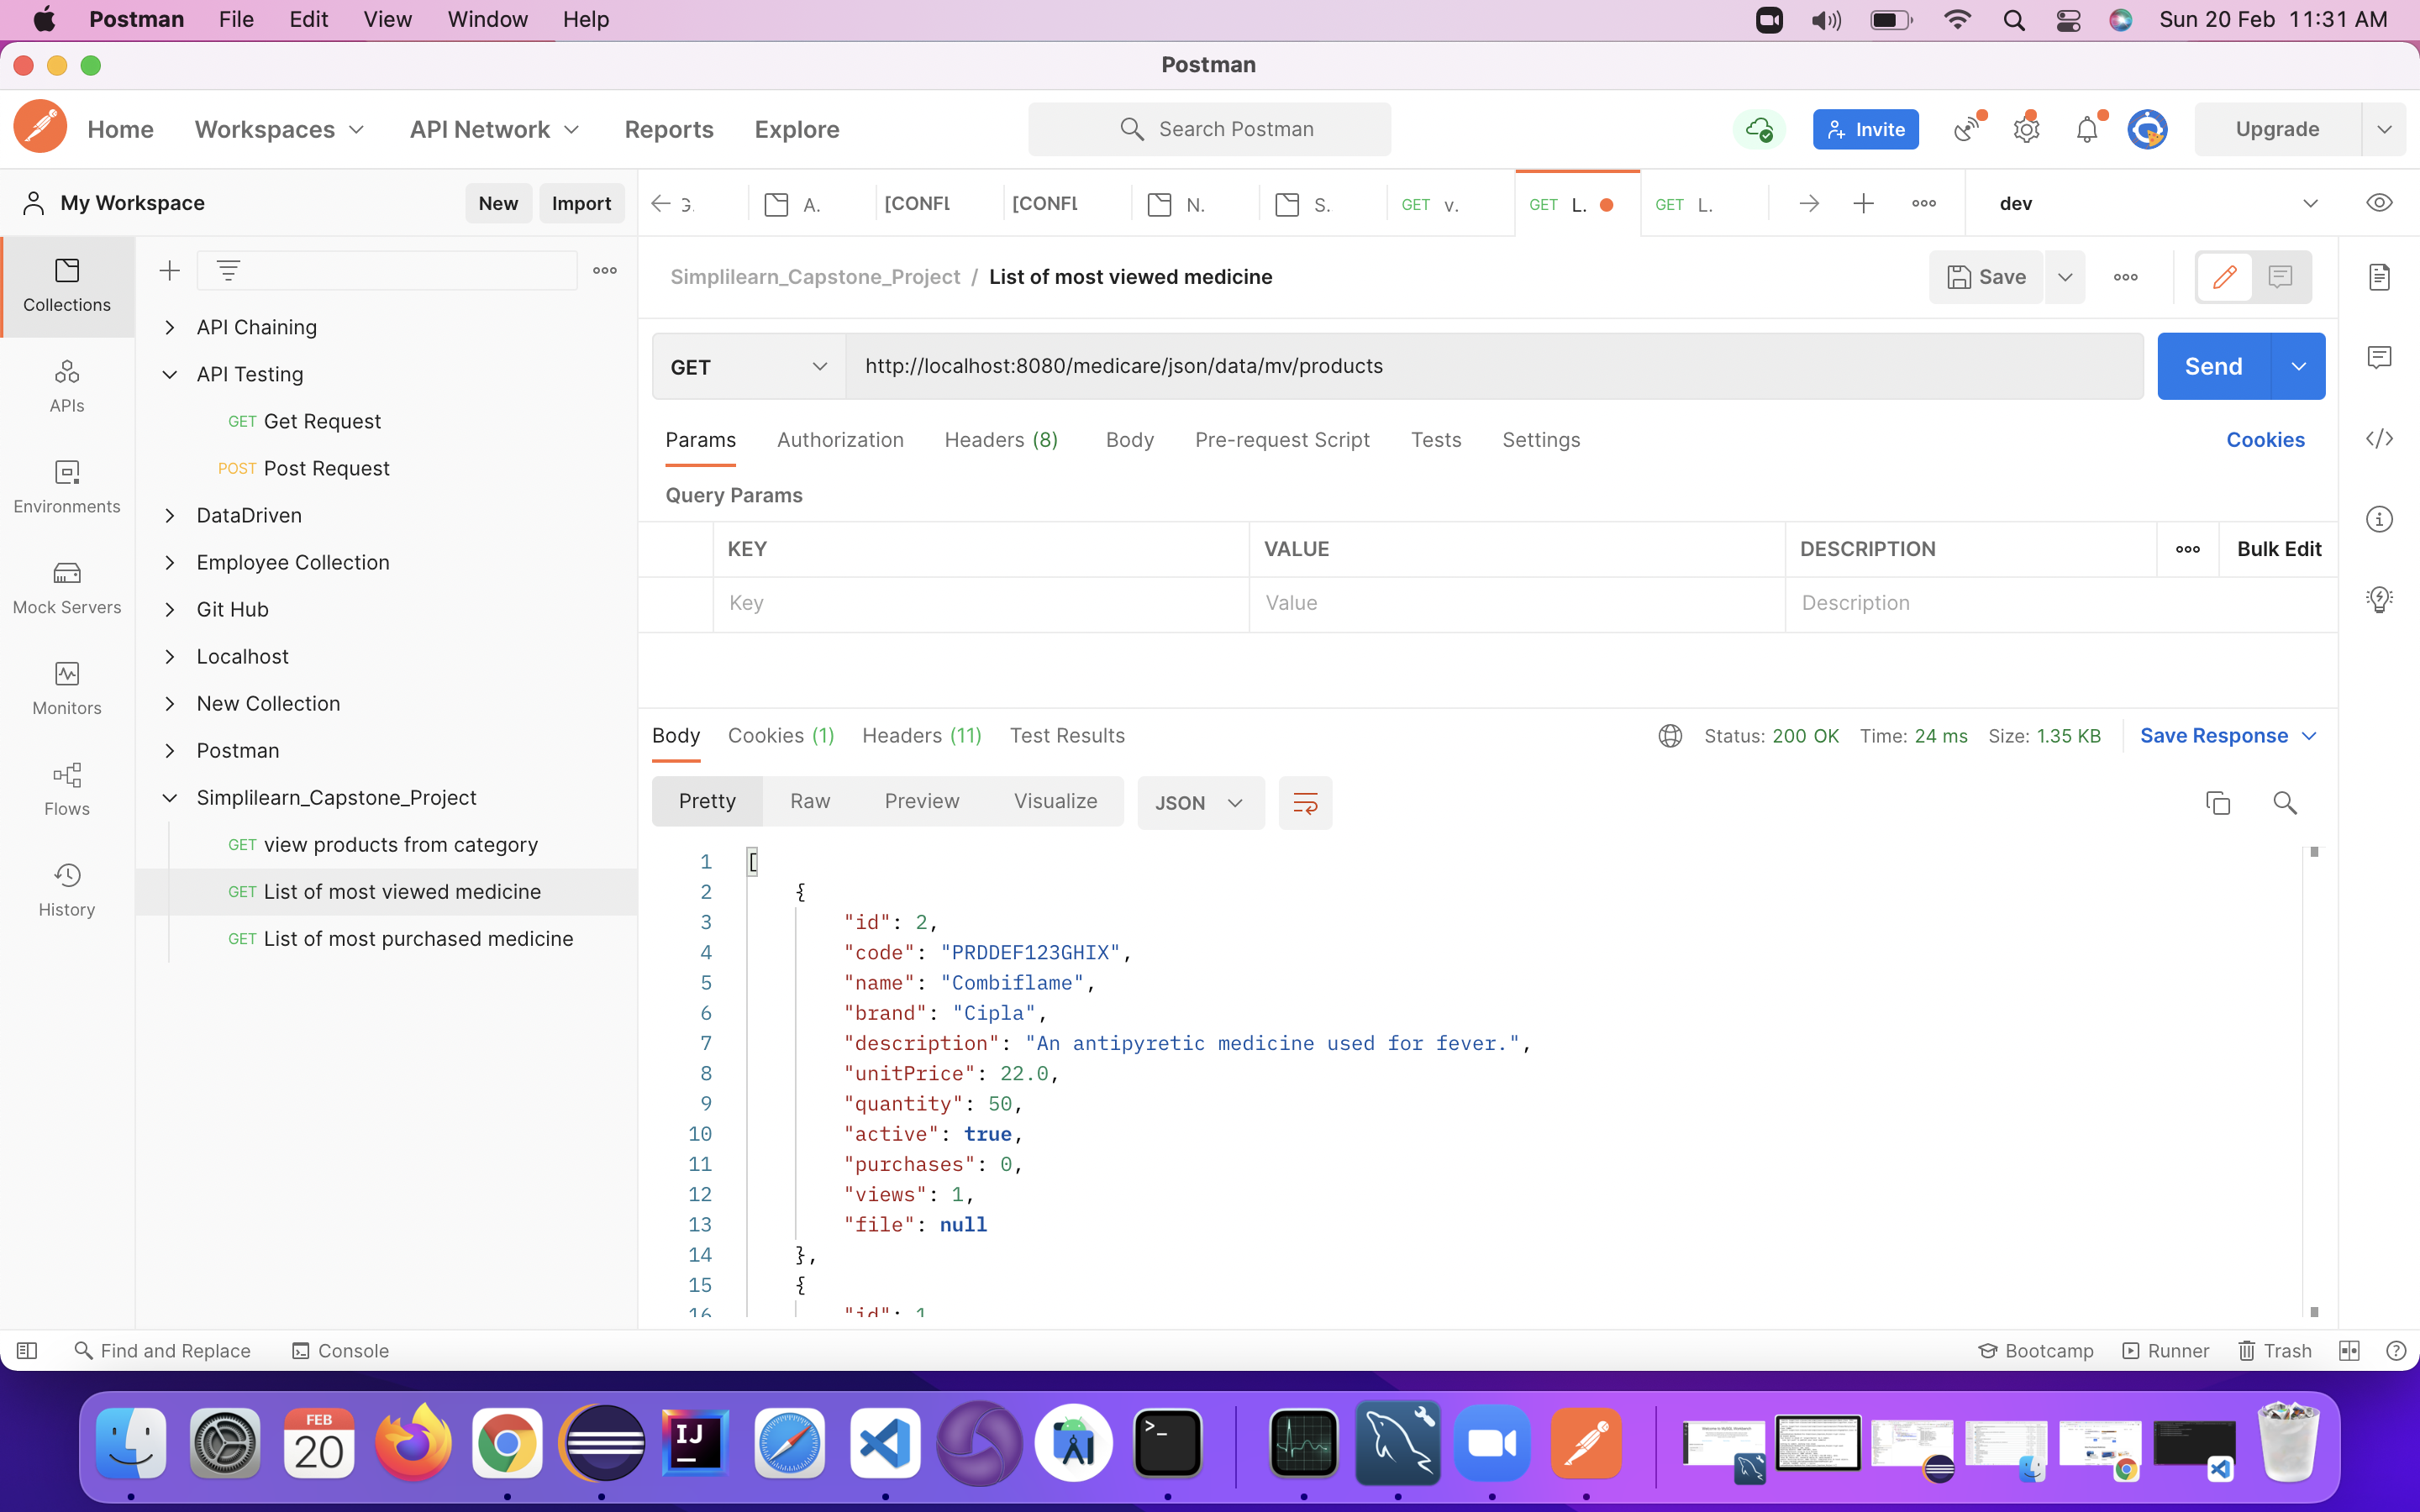 Postman File Edit View Window Help Sun 20 Feb 11:31 AM
Postman
Home Workspaces API Network Reports Explore Search Postman Invite Upgrade
My Workspace New Import A. [CONFL [CONFL N. S. GET v. GET L. GET L. dev
Simplilearn_Capstone_Project / List of most viewed medicine Save
GET http://localhost:8080/medicare/json/data/mv/products Send
Params Authorization Headers (8) Body Pre-request Script Tests Settings Cookies
Query Params
KEY VALUE DESCRIPTION Bulk Edit
Key Value Description
Collections
APIs
Environments
Mock Servers
Monitors
Flows
History
API Chaining
API Testing
GET Get Request
POST Post Request
DataDriven
Employee Collection
Git Hub
Localhost
New Collection
Postman
Simplilearn_Capstone_Project
GET view products from category
GET List of most viewed medicine
GET List of most purchased medicine
Body Cookies (1) Headers (11) Test Results Status: 200 OK Time: 24 ms Size: 1.35 KB Save Response
Pretty Raw Preview Visualize JSON
1 [
2 {
3 "id": 2,
4 "code": "PRDDEF123GHIX",
5 "name": "Combiflame",
6 "brand": "Cipla",
7 "description": "An antipyretic medicine used for fever.",
8 "unitPrice": 22.0,
9 "quantity": 50,
10 "active": true,
11 "purchases": 0,
12 "views": 1,
13 "file": null
14 },
15 {
16 "id": 1
Find and Replace Console Bootcamp Runner Trash
FEB
20
IJ